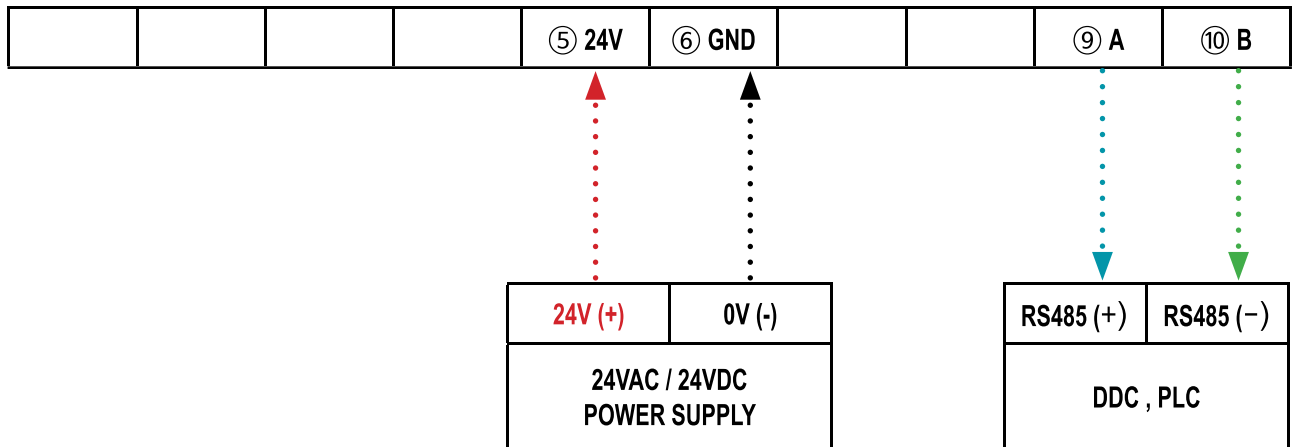 ⑤ 24V
⑥ GND
⑨ A
⑩ B
24V (+)
0V (-)
RS485 (+)
RS485 (−)
24VAC / 24VDC
POWER SUPPLY
DDC , PLC